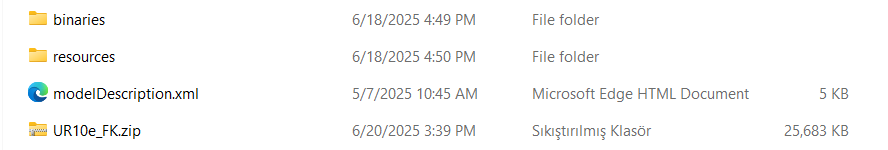 binaries 6/18/2025 4:49 PM File folder
resources 6/18/2025 4:50 PM File folder
modelDescription.xml 5/7/2025 10:45 AM Microsoft Edge HTML Document 5 KB
UR10e_FK.zip 6/20/2025 3:39 PM Sıkıştırılmış Klasör 25,683 KB